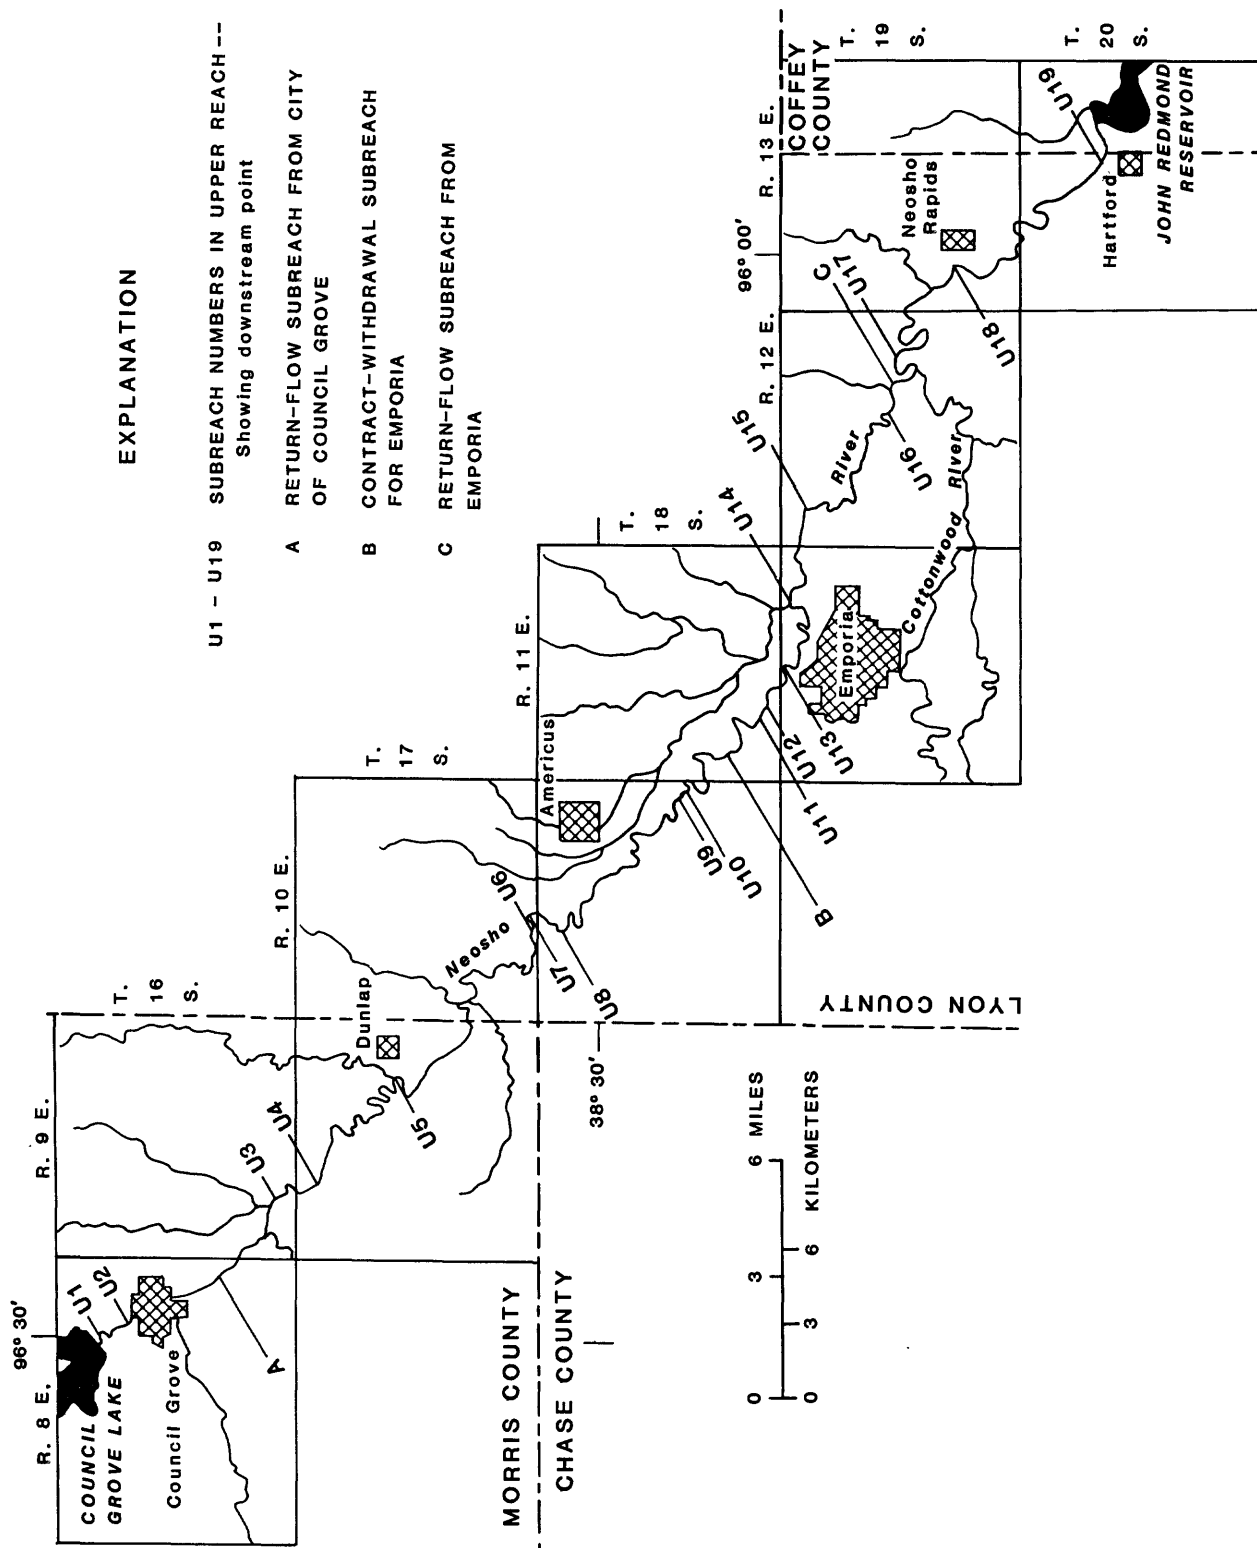 EXPLANATION
U1 - U19 SUBREACH NUMBERS IN UPPER REACH--
Showing downstream point
A RETURN-FLOW SUBREACH FROM CITY
OF COUNCIL GROVE
B CONTRACT-WITHDRAWAL SUBREACH
FOR EMPORIA
C RETURN-FLOW SUBREACH FROM
EMPORIA
96° 30'
R. 8 E.
R. 9 E.
T.
16
S.
COUNCIL
GROVE LAKE
U1
U2
Council Grove
A
U3
U4
R. 10 E.
T.
17
S.
Dunlap
U5
Neosho
U6
U7
U8
MORRIS COUNTY
CHASE COUNTY
38° 30'
R. 11 E.
T.
18
S.
Americus
U9
U10
B
U11
U12
U13
U14
U15
LYON COUNTY
Emporia
Cottonwood
River
River
U16
R. 12 E.
C
U17
U18
96° 00'
R. 13 E.
COFFEY
COUNTY
T.
19
S.
Neosho
Rapids
Hartford
U19
T.
20
S.
JOHN REDMOND
RESERVOIR
0 3 6 MILES
0 3 6 KILOMETERS